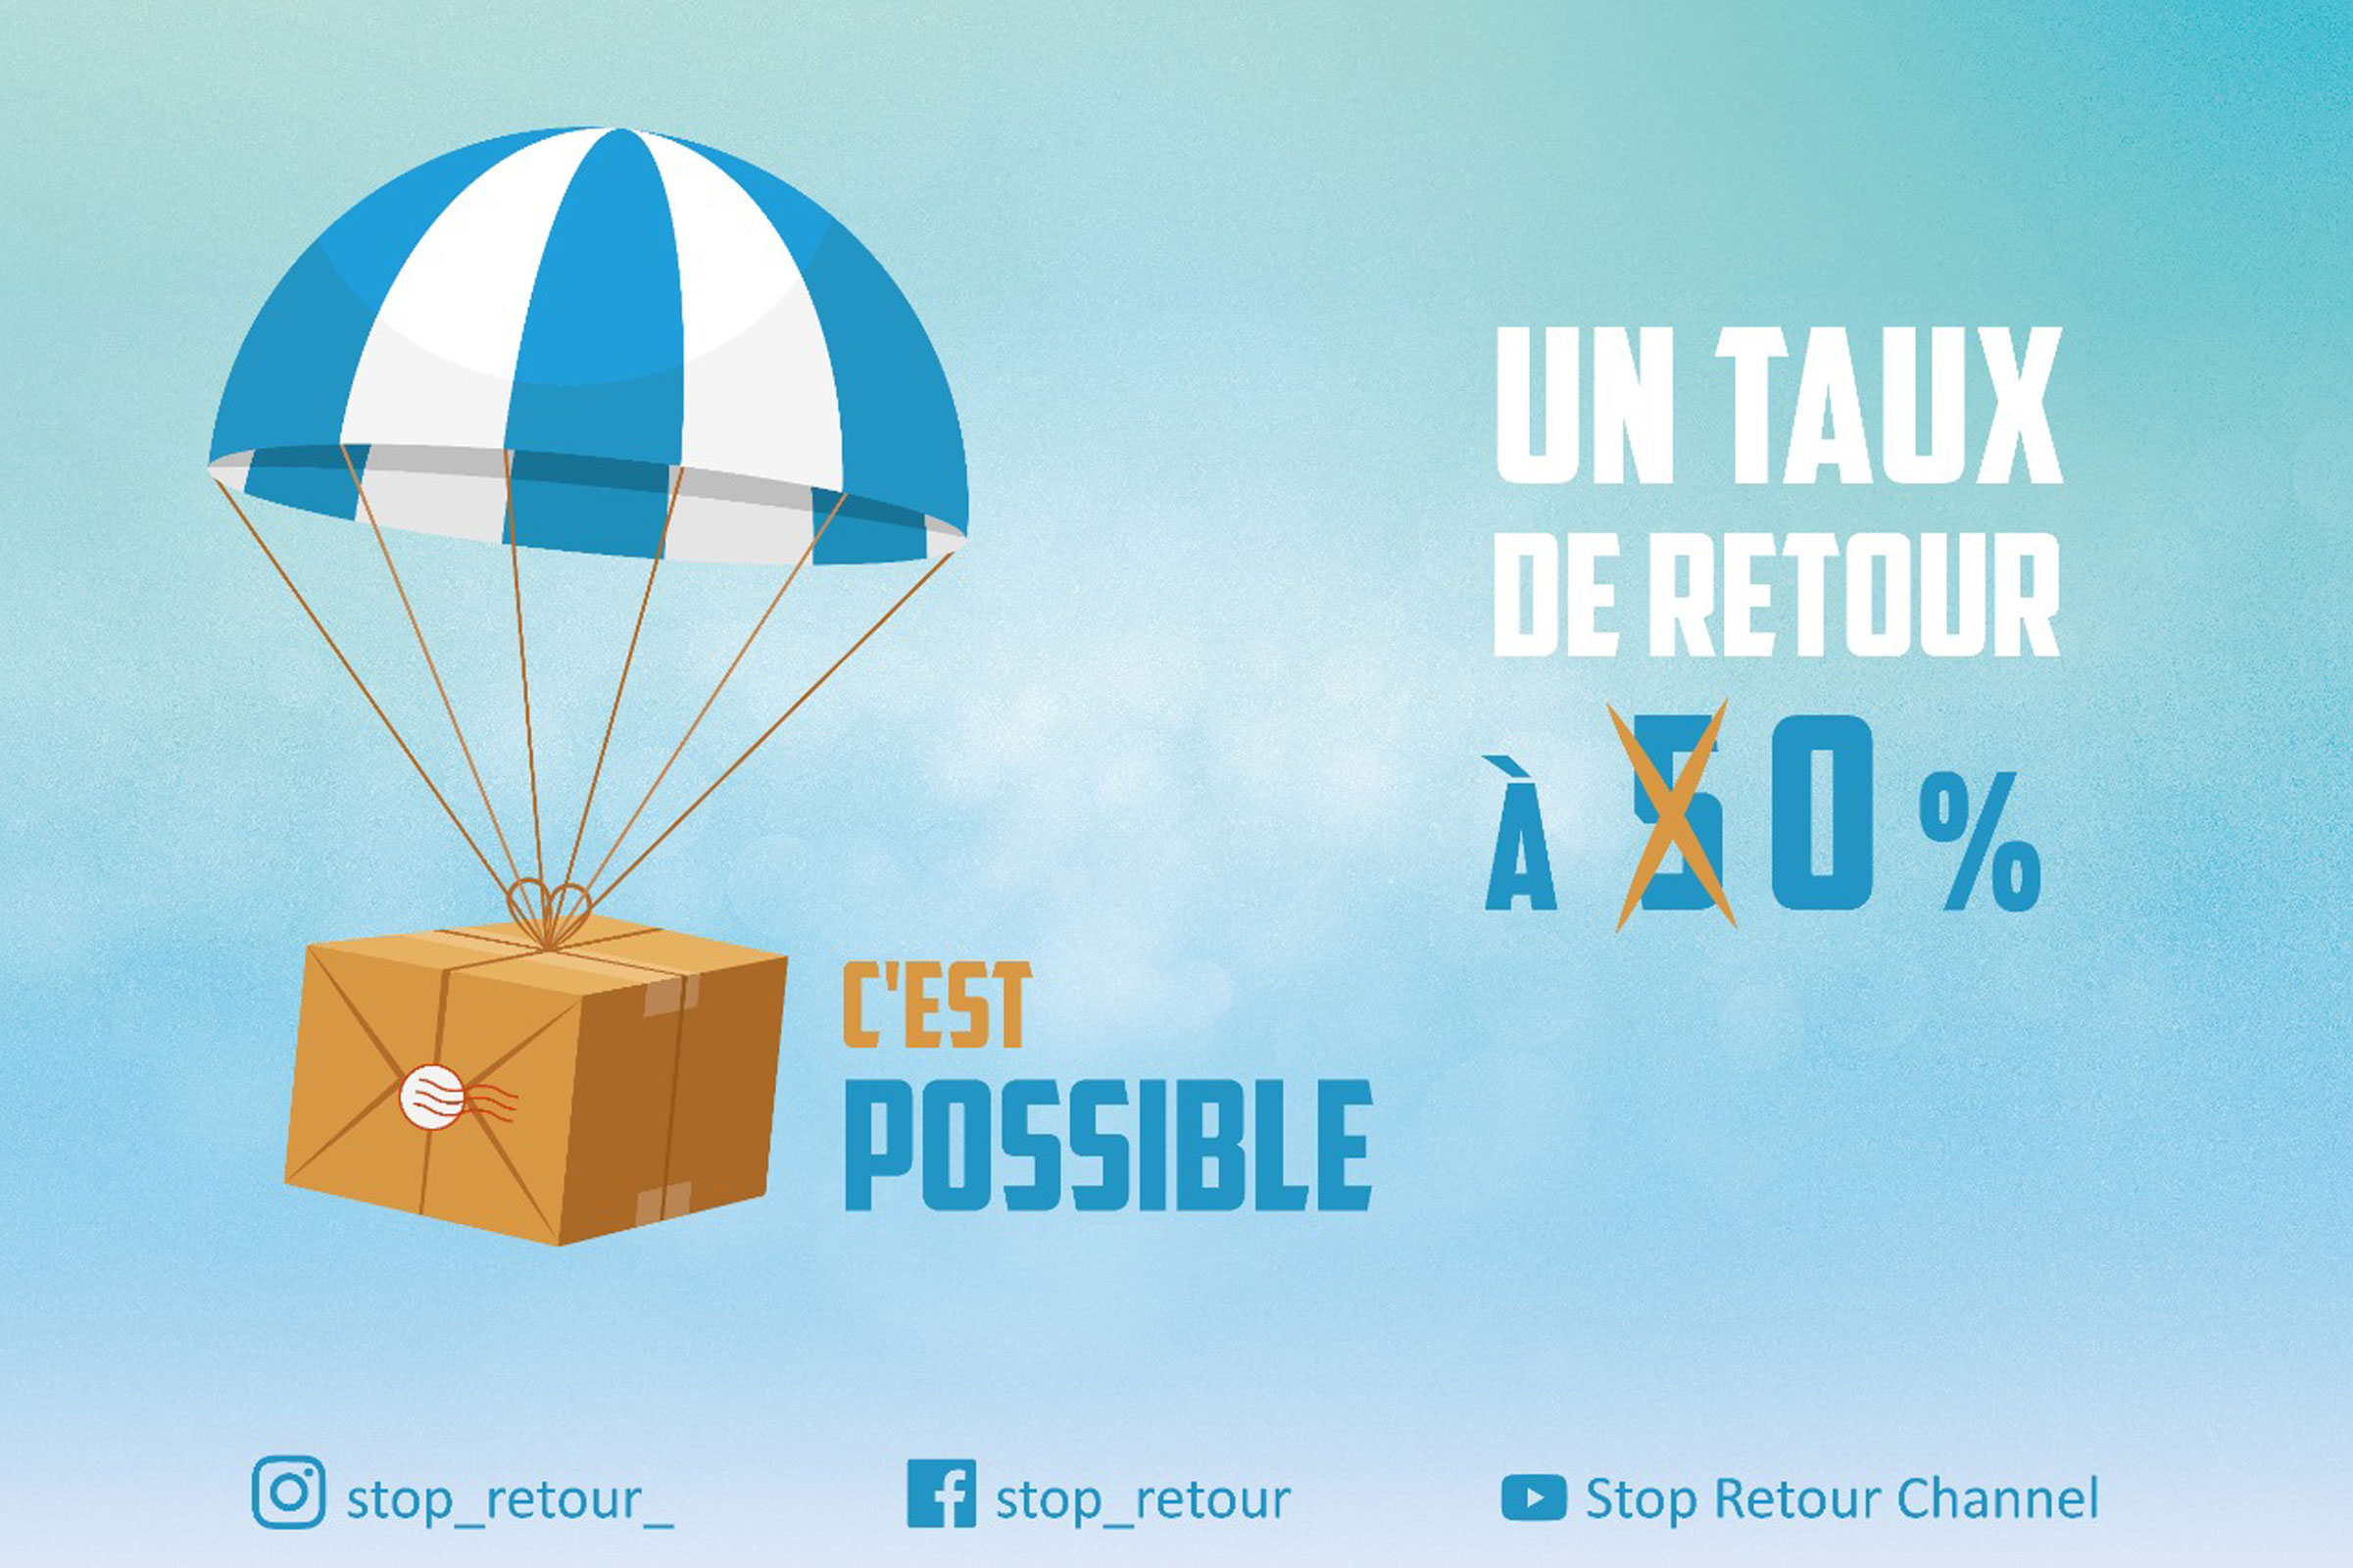 UN TAUX
DE RETOUR
À 50 %
C'EST
POSSIBLE
stop_retour_
stop_retour
Stop Retour Channel